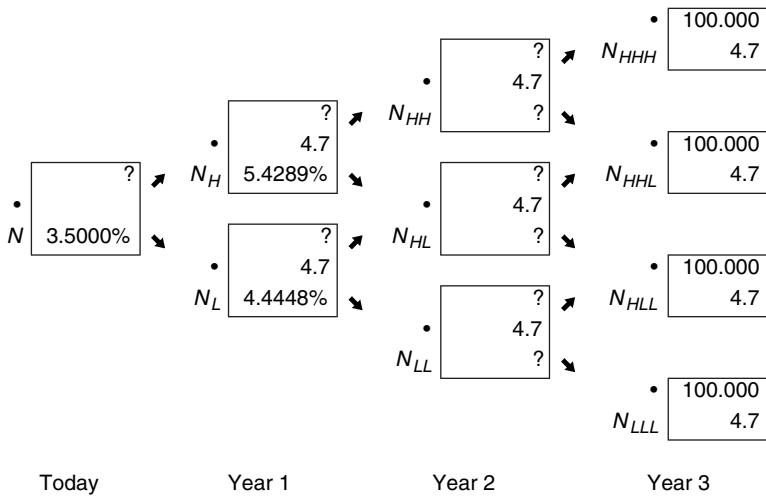 ?
3.5000%
N
Today
?
4.7
5.4289%
N_H
?
4.7
4.4448%
N_L
Year 1
?
4.7
?
N_HH
?
4.7
?
N_HL
?
4.7
?
N_LL
Year 2
100.000
4.7
N_HHH
100.000
4.7
N_HHL
100.000
4.7
N_HLL
100.000
4.7
N_LLL
Year 3